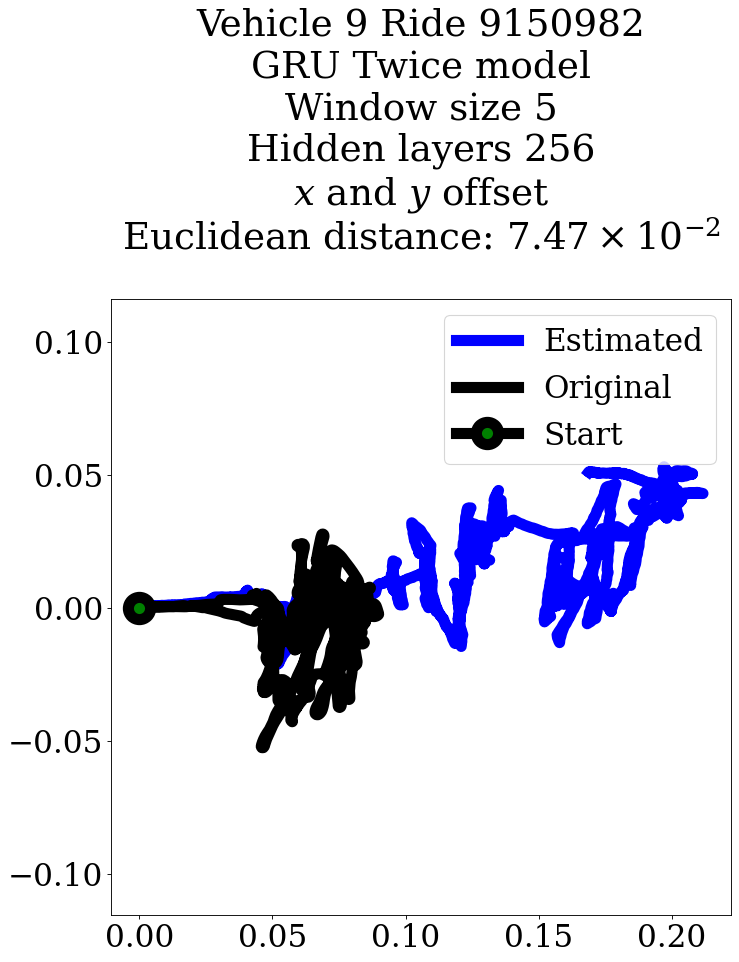 Vehicle 9 Ride 9150982
GRU Twice model
Window size 5
Hidden layers 256
x and y offset
Euclidean distance: 7.47 × 10⁻²
Estimated
Original
Start
0.10
0.05
0.00
−0.05
−0.10
0.00 0.05 0.10 0.15 0.20